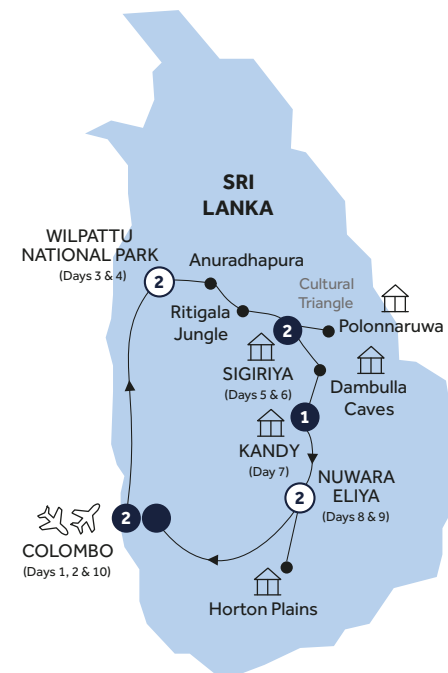 SRI
LANKA
WILPATTU
NATIONAL PARK
(Days 3 & 4)
2
Anuradhapura
Ritigala
Jungle
Cultural
Triangle
Polonnaruwa
2
SIGIRIYA
(Days 5 & 6)
Dambulla
Caves
1
KANDY
(Day 7)
2
NUWARA
ELIYA
(Days 8 & 9)
2
COLOMBO
(Days 1, 2 & 10)
Horton Plains